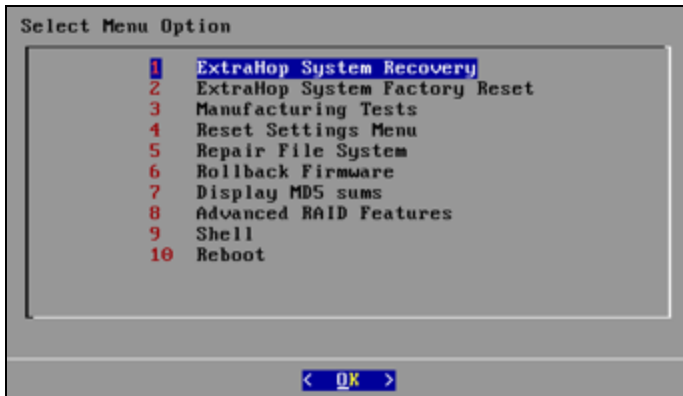 Select Menu Option
1 ExtraHop System Recovery
2 ExtraHop System Factory Reset
3 Manufacturing Tests
4 Reset Settings Menu
5 Repair File System
6 Rollback Firmware
7 Display MD5 sums
8 Advanced RAID Features
9 Shell
10 Reboot
< OK >